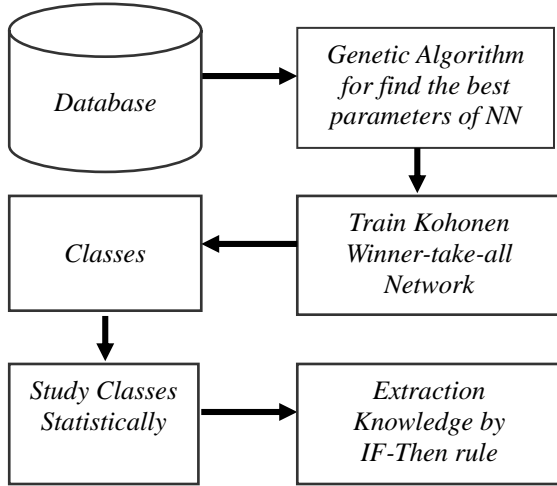 Database
Genetic Algorithm
for find the best
parameters of NN
Train Kohonen
Winner-take-all
Network
Classes
Study Classes
Statistically
Extraction
Knowledge by
IF-Then rule